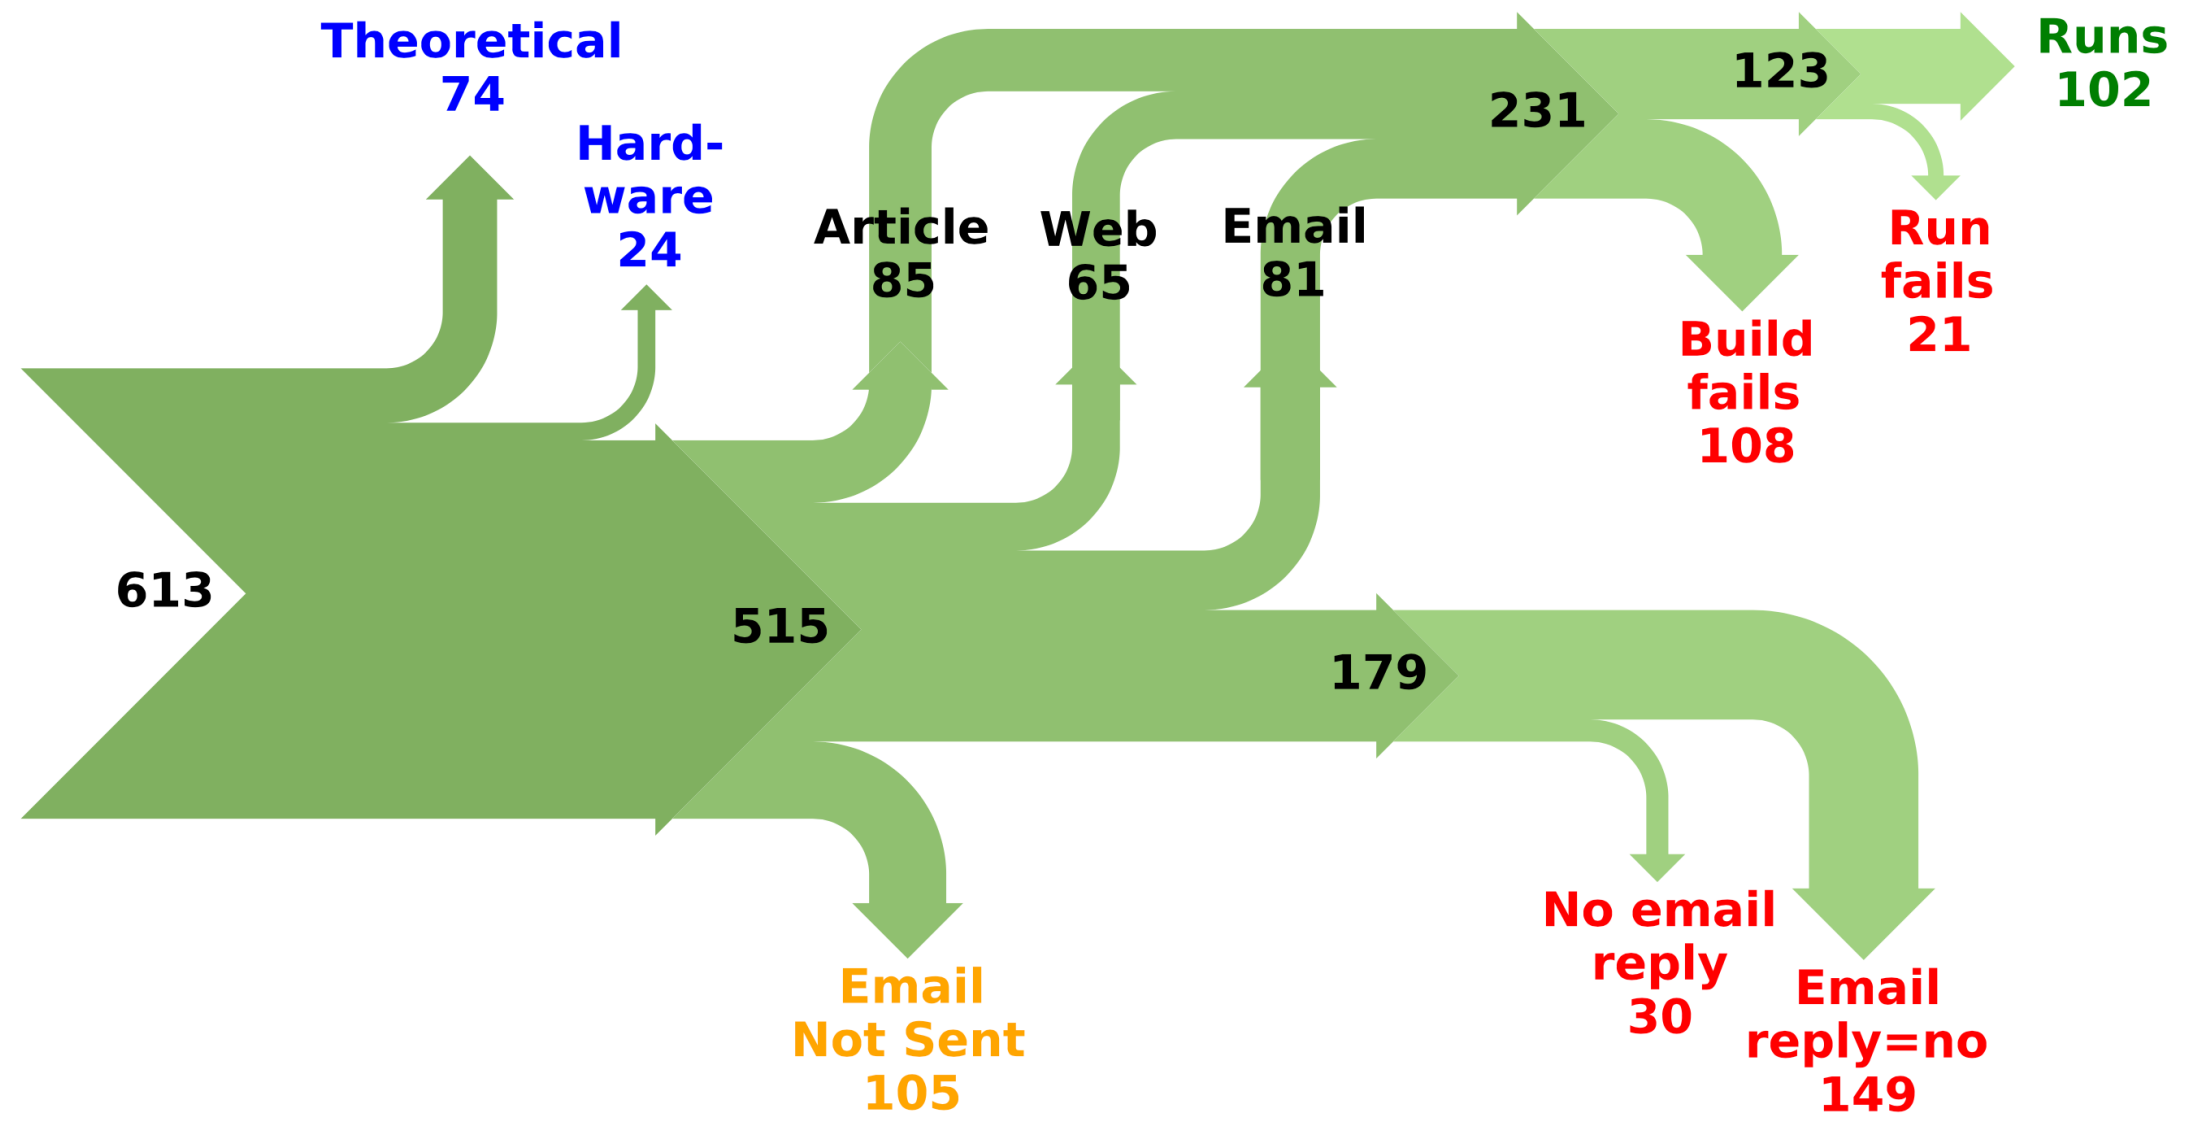 Theoretical
74
Hard-
ware
24
Article
85
Web
65
Email
81
231
123
Runs
102
Run
fails
21
Build
fails
108
613
515
179
No email
reply
30
Email
reply=no
149
Email
Not Sent
105